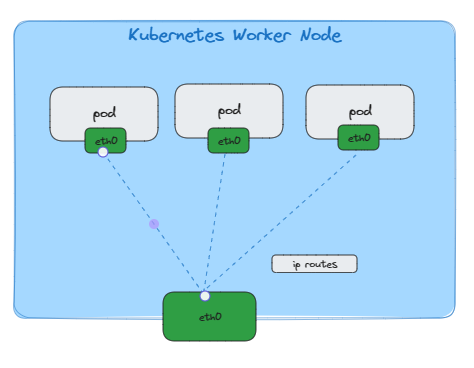 Kubernetes Worker Node
pod
pod
pod
eth0
eth0
eth0
ip routes
eth0